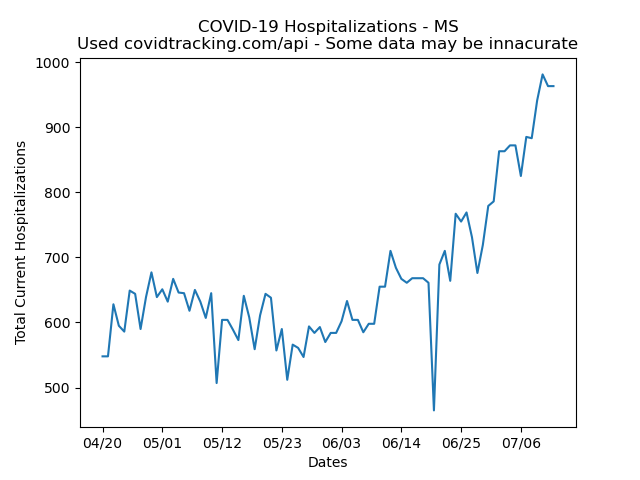 COVID-19 Hospitalizations - MS
Used covidtracking.com/api - Some data may be innacurate
Total Current Hospitalizations
1000
900
800
700
600
500
04/20 05/01 05/12 05/23 06/03 06/14 06/25 07/06
Dates